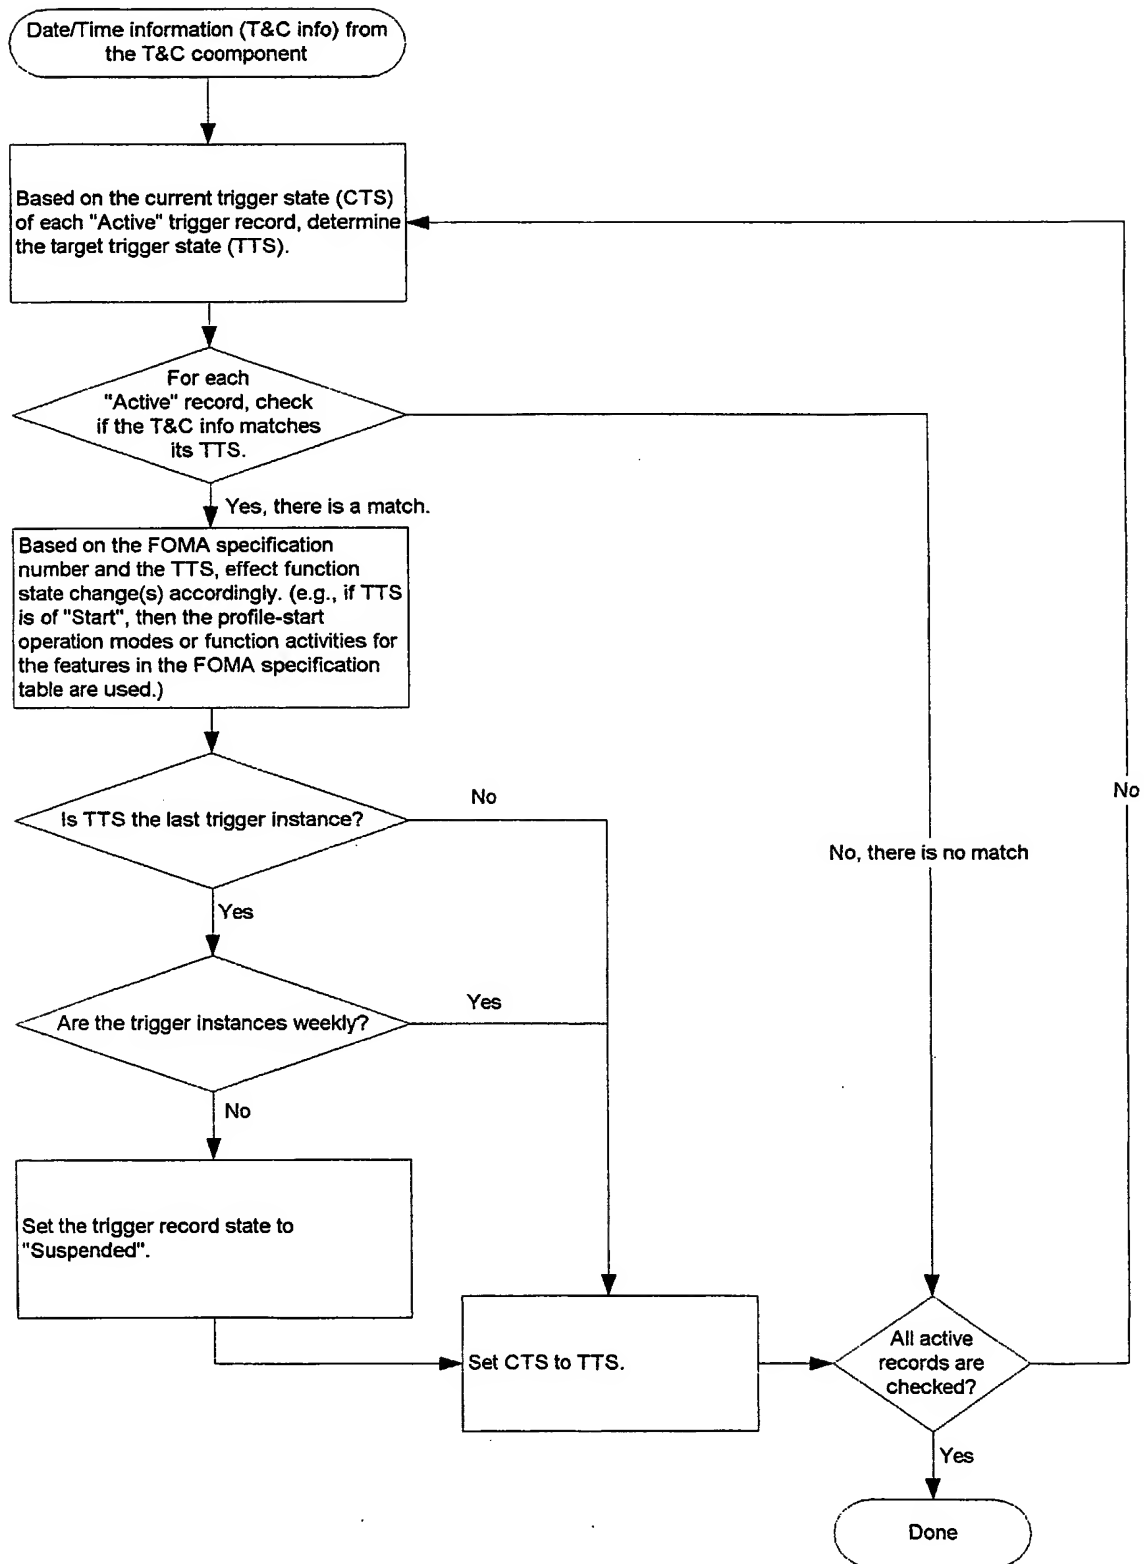 Date/Time information (T&C info) from
the T&C coomponent
Based on the current trigger state (CTS)
of each "Active" trigger record, determine
the target trigger state (TTS).
For each
"Active" record, check
if the T&C info matches
its TTS.
Yes, there is a match.
Based on the FOMA specification
number and the TTS, effect function
state change(s) accordingly. (e.g., if TTS
is of "Start", then the profile-start
operation modes or function activities for
the features in the FOMA specification
table are used.)
Is TTS the last trigger instance?
No
No
No, there is no match
Yes
Are the trigger instances weekly?
Yes
No
Set the trigger record state to
"Suspended".
Set CTS to TTS.
All active
records are
checked?
Yes
Done